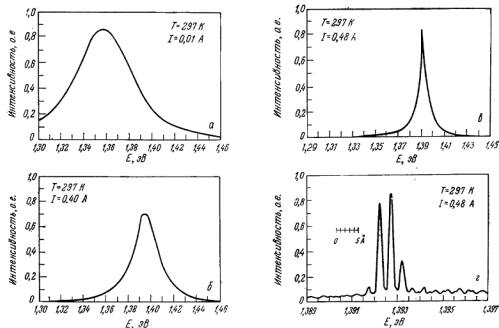 Интенсивность, а.е
1,0
0,8
0,6
0,4
0,2
0
T=297 K
I=0,01 A
а
1,30 1,32 1,34 1,36 1,38 1,40 1,42 1,44 1,46
E, эВ
Интенсивность, а.е.
1,0
0,8
0,6
0,4
0,2
0
T=297 K
I=0,48 A
в
1,29 1,31 1,33 1,35 1,37 1,39 1,41 1,43 1,45
E, эВ
Интенсивность, а.е
1,0
0,8
0,6
0,4
0,2
0
T=297 K
I=0,40 A
б
1,30 1,32 1,34 1,36 1,38 1,40 1,42 1,44 1,46
E, эВ
Интенсивность, а.е.
1,0
0,8
0,6
0,4
0,2
0
T=297 K
I=0,48 A
0 5Å
г
1,389 1,391 1,393 1,395 1,397
E, эВ